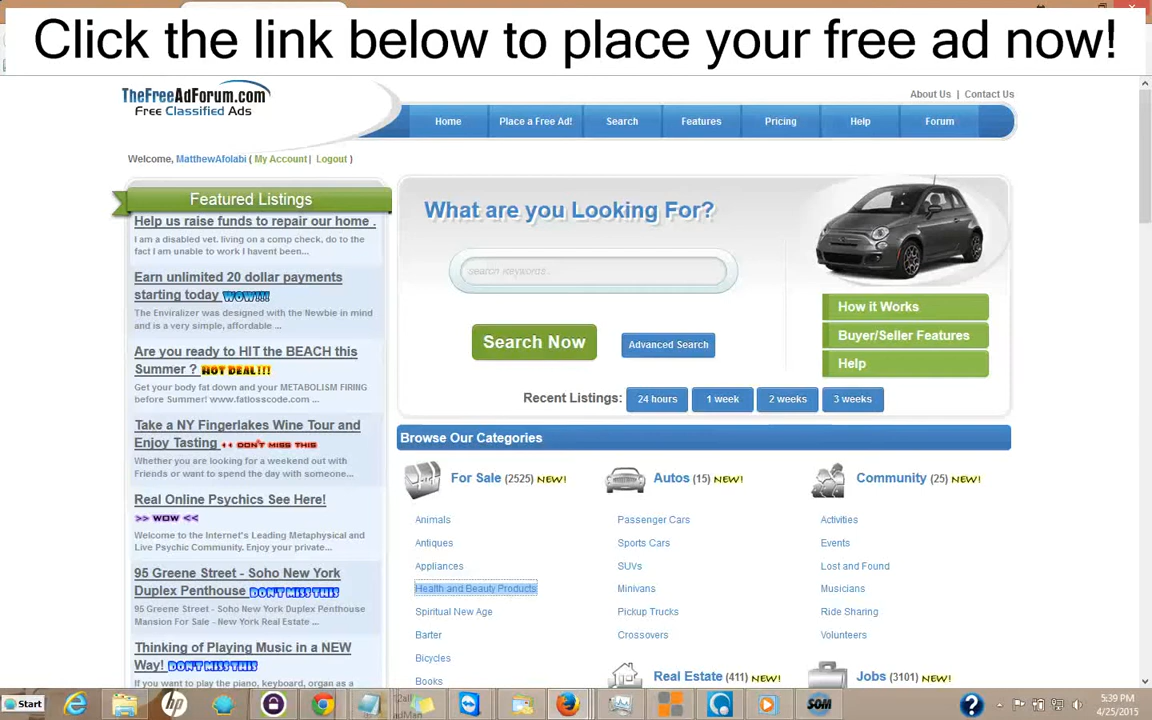 Click the link below to place your free ad now!
TheFreeAdForum.com
Free Classified Ads
About Us | Contact Us
Home Place a Free Ad! Search Features Pricing Help Forum
Welcome, MatthewAfolabi ( My Account | Logout )
Featured Listings
Help us raise funds to repair our home .
I am a disabled vet. living on a comp check, do to the
fact I am unable to work I havent been...
Earn unlimited 20 dollar payments
starting today WOW!!!
The Enviralizer was designed with the Newbie in mind
and is a very simple, affordable ...
Are you ready to HIT the BEACH this
Summer ? HOT DEAL!!!
Get your body fat down and your METABOLISM FIRING
before Summer! www.fatlosscode.com ...
Take a NY Fingerlakes Wine Tour and
Enjoy Tasting DON'T MISS THIS
Whether you are looking for a weekend out with
Friends or want to spend the day with someone...
Real Online Psychics See Here!
>> WOW <<
Welcome to the Internet's Leading Metaphysical and
Live Psychic Community. Enjoy your private...
95 Greene Street - Soho New York
Duplex Penthouse DON'T MISS THIS
95 Greene Street - Soho New York Duplex Penthouse
Mansion For Sale - New York Real Estate ...
Thinking of Playing Music in a NEW
Way! DON'T MISS THIS
If you want to play the piano, keyboard, organ as a
What are you Looking For?
search keywords..
Search Now
Advanced Search
How it Works
Buyer/Seller Features
Help
Recent Listings: 24 hours 1 week 2 weeks 3 weeks
Browse Our Categories
For Sale (2525) NEW!
Animals
Antiques
Appliances
Health and Beauty Products
Spiritual New Age
Barter
Bicycles
Books
Autos (15) NEW!
Passenger Cars
Sports Cars
SUVs
Minivans
Pickup Trucks
Crossovers
Real Estate (411) NEW!
Community (25) NEW!
Activities
Events
Lost and Found
Musicians
Ride Sharing
Volunteers
Jobs (3101) NEW!
Start
hp
SOM
5:39 PM
4/25/2015